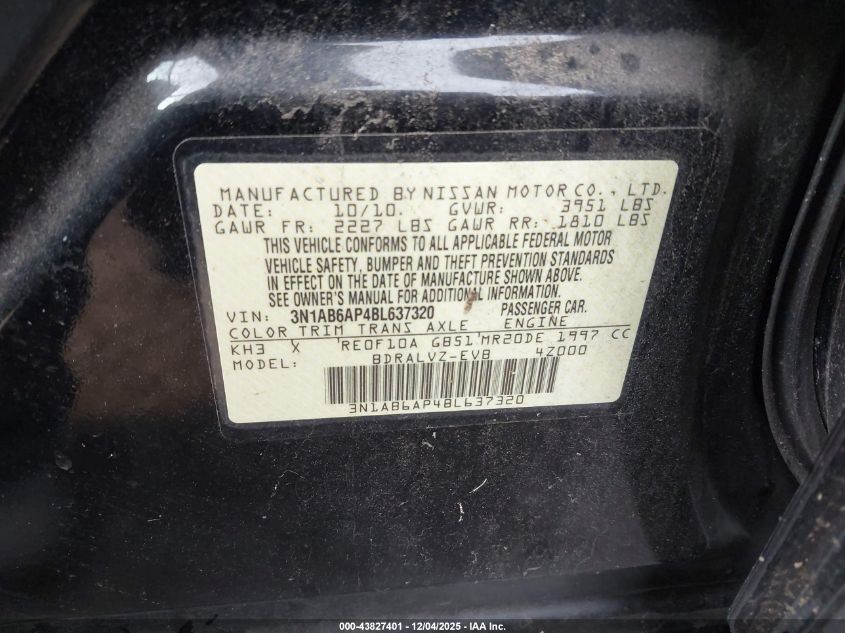 MANUFACTURED BY NISSAN MOTOR CO., LTD.
DATE: 10/10. GVWR: 3951 LBS
GAWR FR: 2227 LBS GAWR RR: 1810 LBS
THIS VEHICLE CONFORMS TO ALL APPLICABLE FEDERAL MOTOR
VEHICLE SAFETY, BUMPER AND THEFT PREVENTION STANDARDS
IN EFFECT ON THE DATE OF MANUFACTURE SHOWN ABOVE.
SEE OWNER'S MANUAL FOR ADDITIONAL INFORMATION.
VIN: 3N1AB6AP4BL637320 PASSENGER CAR.
COLOR TRIM TRANS AXLE ENGINE
KH3 X RE0F10A GB51 MR20DE 1997 CC
MODEL: BDRALVZ-EVB 4Z000
3N1AB6AP4BL637320
000-43827401 - 12/04/2025 - IAA Inc.